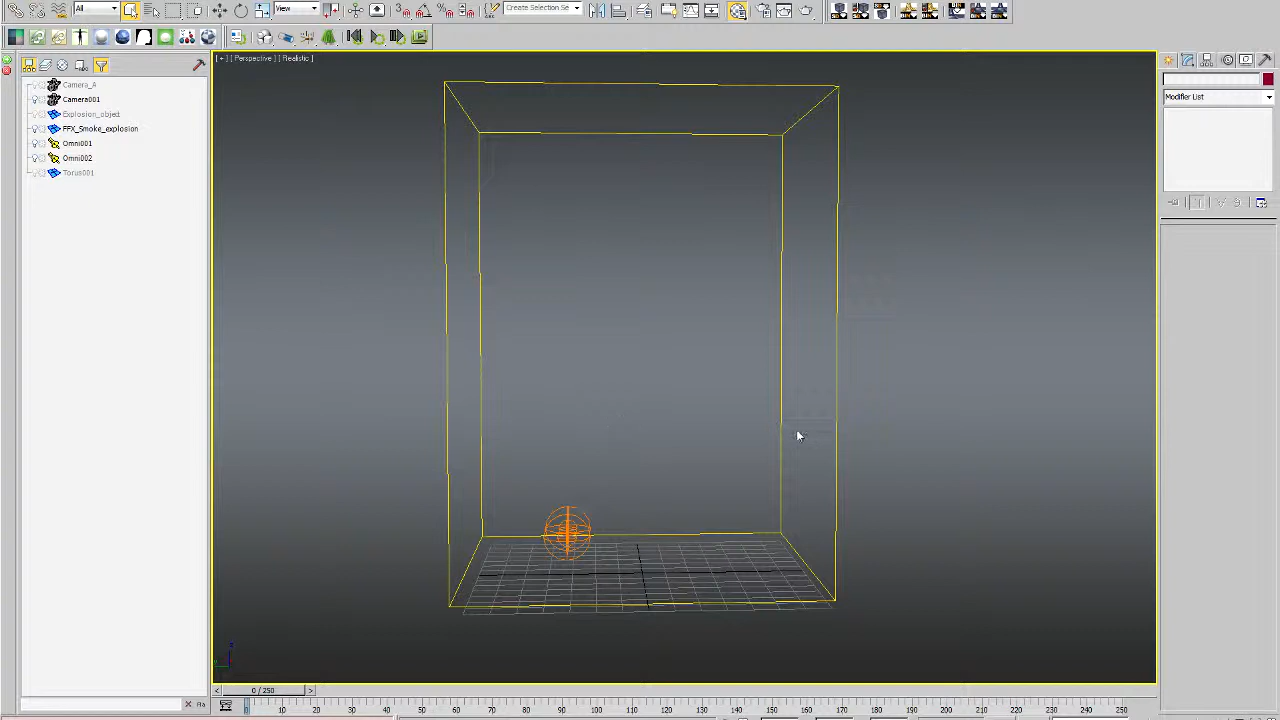 All
View
Create Selection Se
[ + ] [ Perspective ] [ Realistic ]
Camera_A
Camera001
Explosion_object
FFX_Smoke_explosion
Omni001
Omni002
Torus001
Modifier List
0 / 250
10 20 30 40 50 60 70 80 90 100 110 120 130 140 150 160 170 180 190 200 210 220 230 240 250